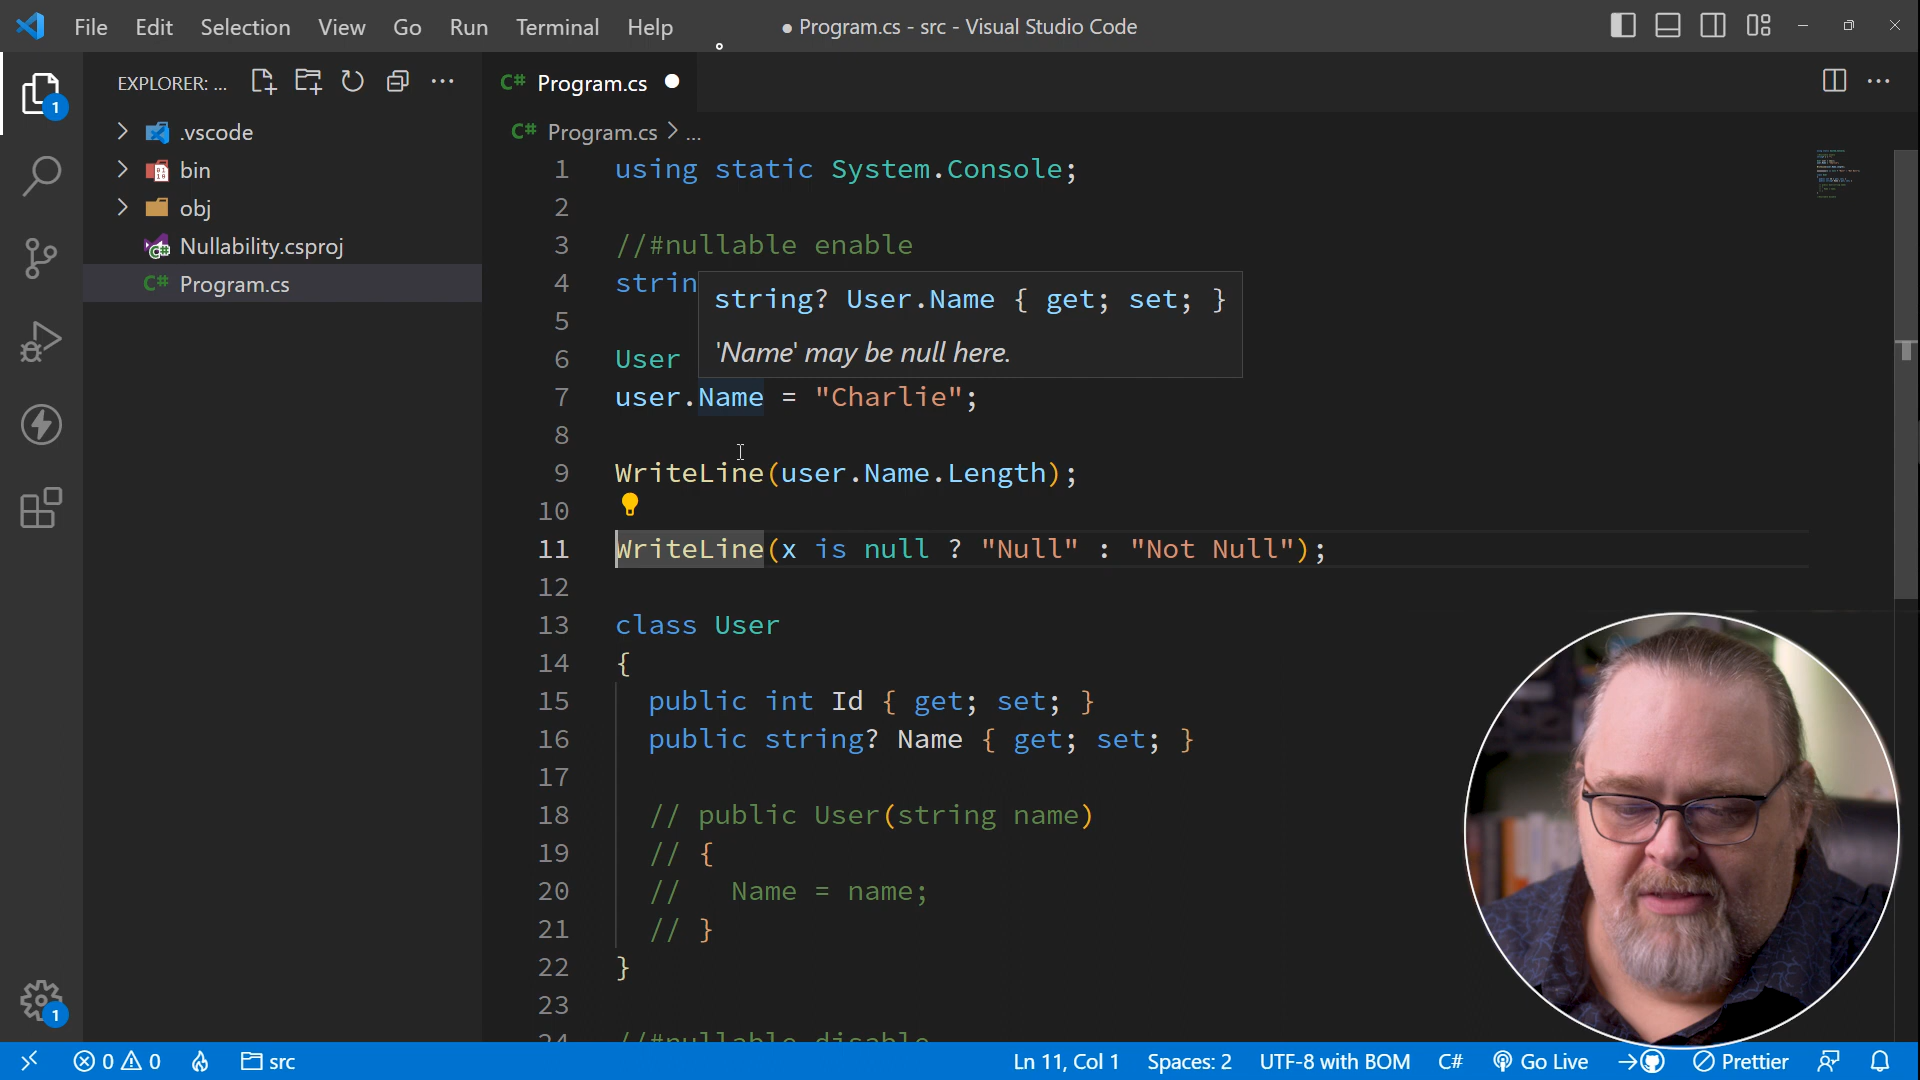 File Edit Selection View Go Run Terminal Help
● Program.cs - src - Visual Studio Code
EXPLORER: ...
.vscode
bin
obj
Nullability.csproj
C# Program.cs
1
C# Program.cs ●
C# Program.cs > ...
1 using static System.Console;
2
3 //#nullable enable
4 strin
string? User.Name { get; set; }
'Name' may be null here.
5
6 User
7 user.Name = "Charlie";
8
9 WriteLine(user.Name.Length);
10
11 WriteLine(x is null ? "Null" : "Not Null");
12
13 class User
14 {
15 public int Id { get; set; }
16 public string? Name { get; set; }
17
18 // public User(string name)
19 // {
20 // Name = name;
21 // }
22 }
23
24 //#nullable disable
1
0 0 src Ln 11, Col 1 Spaces: 2 UTF-8 with BOM C# Go Live Prettier